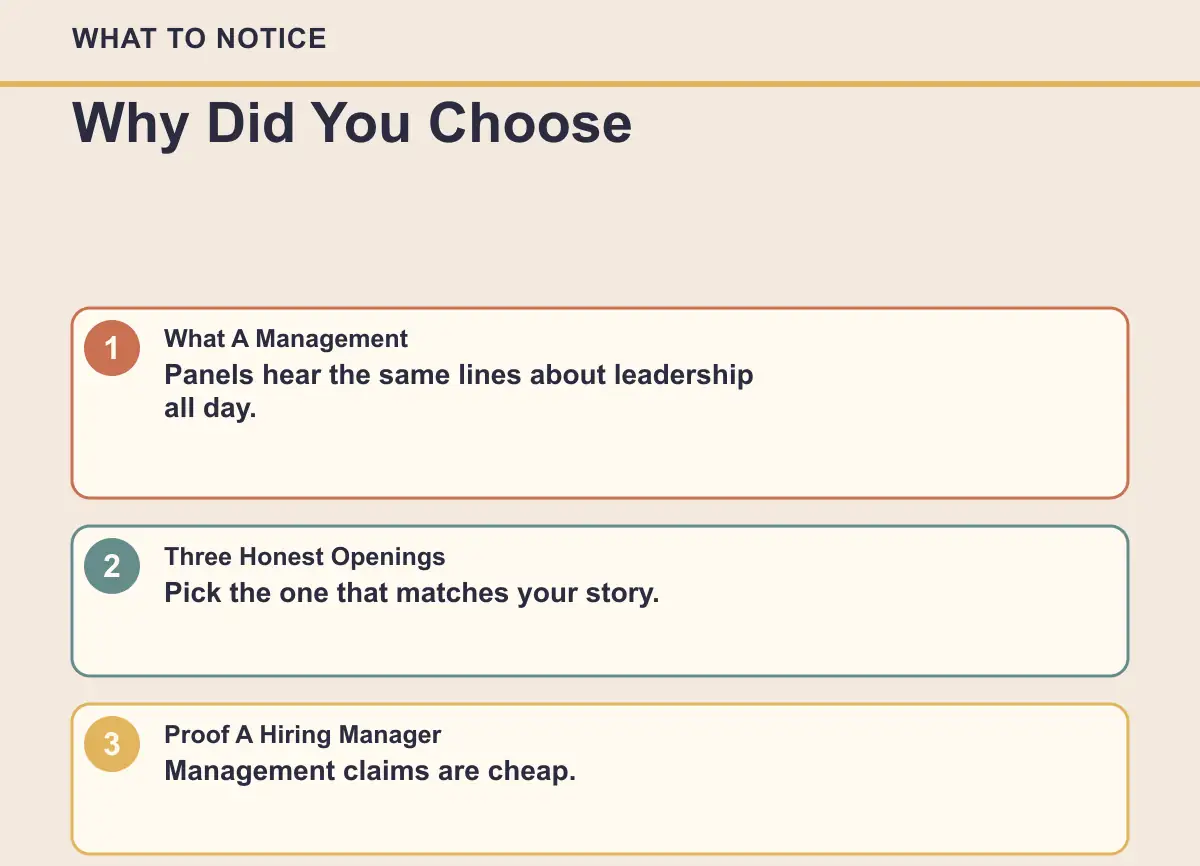 WHAT TO NOTICE
Why Did You Choose
1
What A Management
Panels hear the same lines about leadership
all day.
2
Three Honest Openings
Pick the one that matches your story.
3
Proof A Hiring Manager
Management claims are cheap.